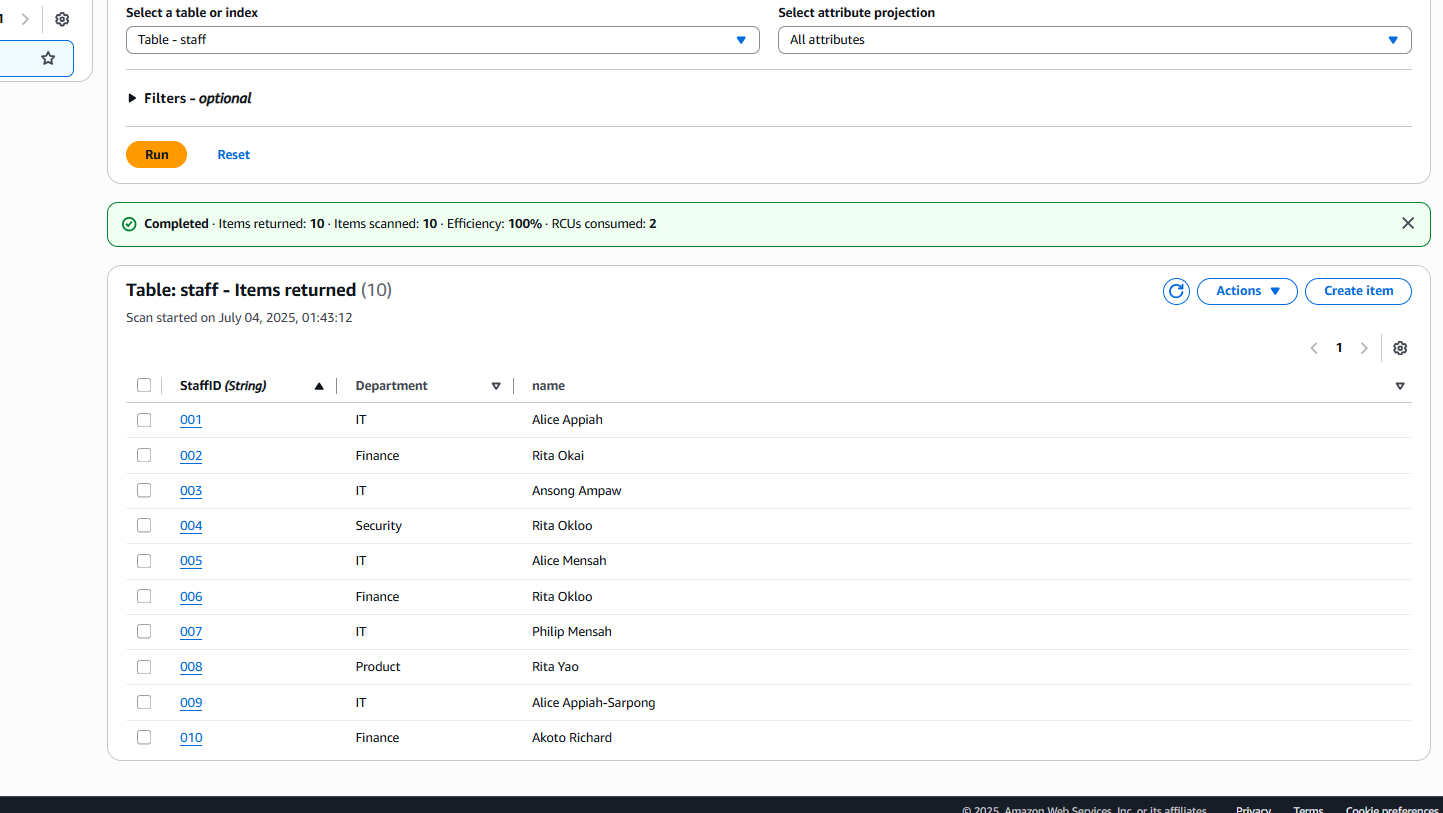 1
Select a table or index
Select attribute projection
Table - staff
All attributes
Filters - optional
Run Reset
Completed · Items returned: 10 · Items scanned: 10 · Efficiency: 100% · RCUs consumed: 2
Table: staff - Items returned (10)
Actions Create item
Scan started on July 04, 2025, 01:43:12
1
StaffID (String) Department name
001 IT Alice Appiah
002 Finance Rita Okai
003 IT Ansong Ampaw
004 Security Rita Okloo
005 IT Alice Mensah
006 Finance Rita Okloo
007 IT Philip Mensah
008 Product Rita Yao
009 IT Alice Appiah-Sarpong
010 Finance Akoto Richard
© 2025, Amazon Web Services, Inc. or its affiliates. Privacy Terms Cookie preferences